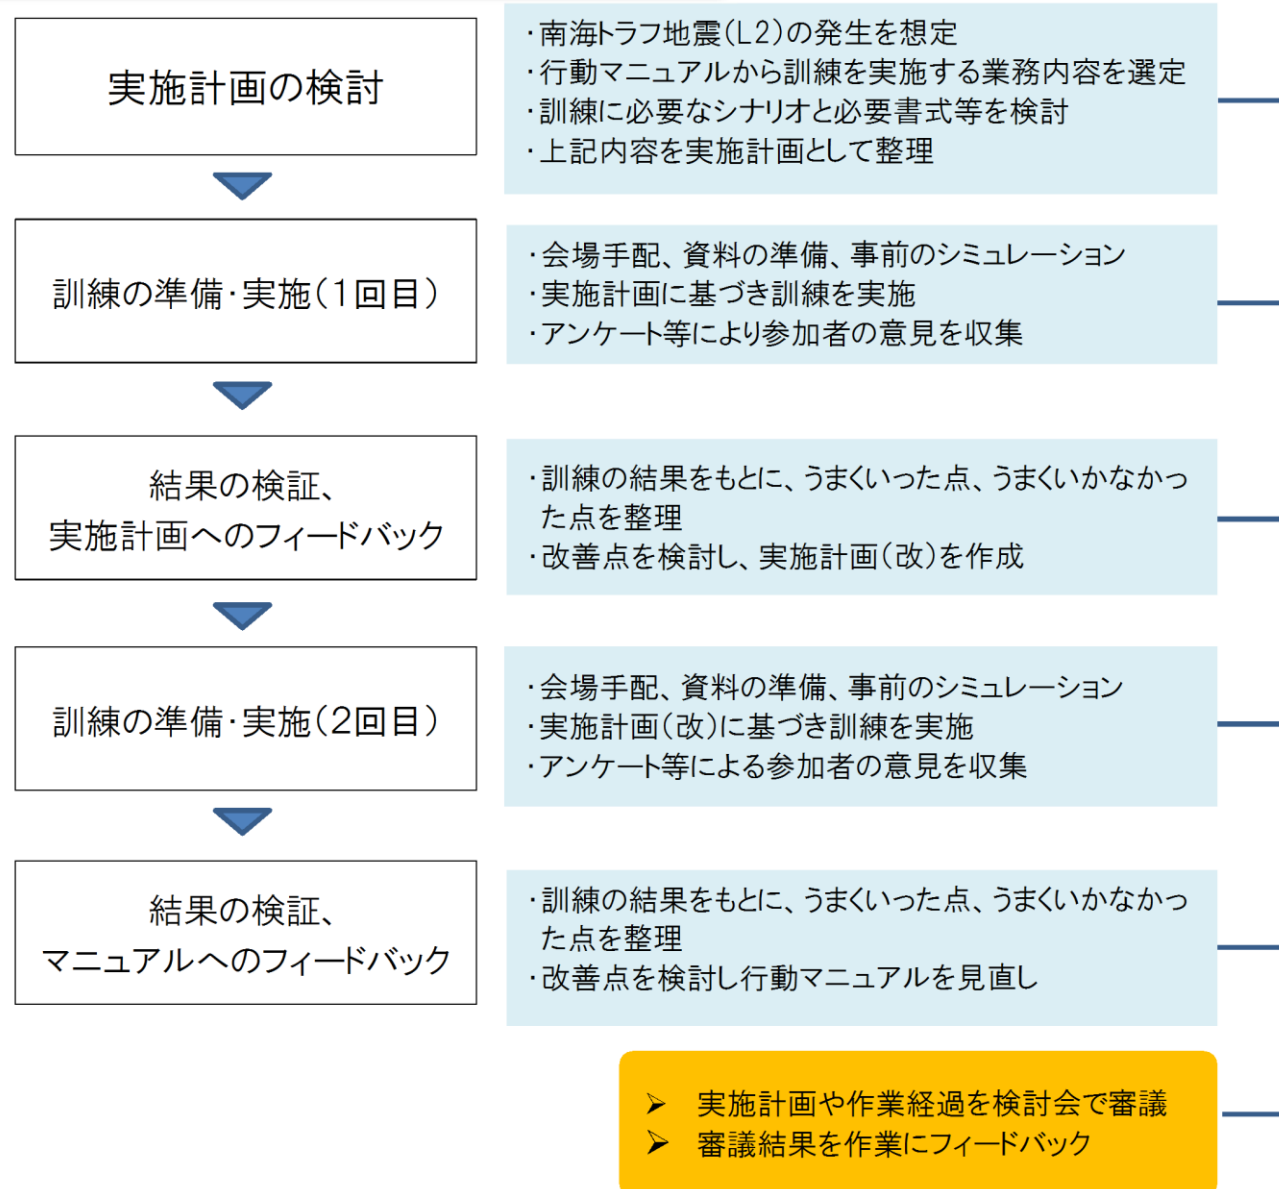 実施計画の検討
・南海トラフ地震(L2)の発生を想定
・行動マニュアルから訓練を実施する業務内容を選定
・訓練に必要なシナリオと必要書式等を検討
・上記内容を実施計画として整理
訓練の準備・実施(1回目)
・会場手配、資料の準備、事前のシミュレーション
・実施計画に基づき訓練を実施
・アンケート等により参加者の意見を収集
結果の検証、
実施計画へのフィードバック
・訓練の結果をもとに、うまくいった点、うまくいかなかっ
た点を整理
・改善点を検討し、実施計画(改)を作成
訓練の準備・実施(2回目)
・会場手配、資料の準備、事前のシミュレーション
・実施計画(改)に基づき訓練を実施
・アンケート等による参加者の意見を収集
結果の検証、
マニュアルへのフィードバック
・訓練の結果をもとに、うまくいった点、うまくいかなかっ
た点を整理
・改善点を検討し行動マニュアルを見直し
➢ 実施計画や作業経過を検討会で審議
➢ 審議結果を作業にフィードバック